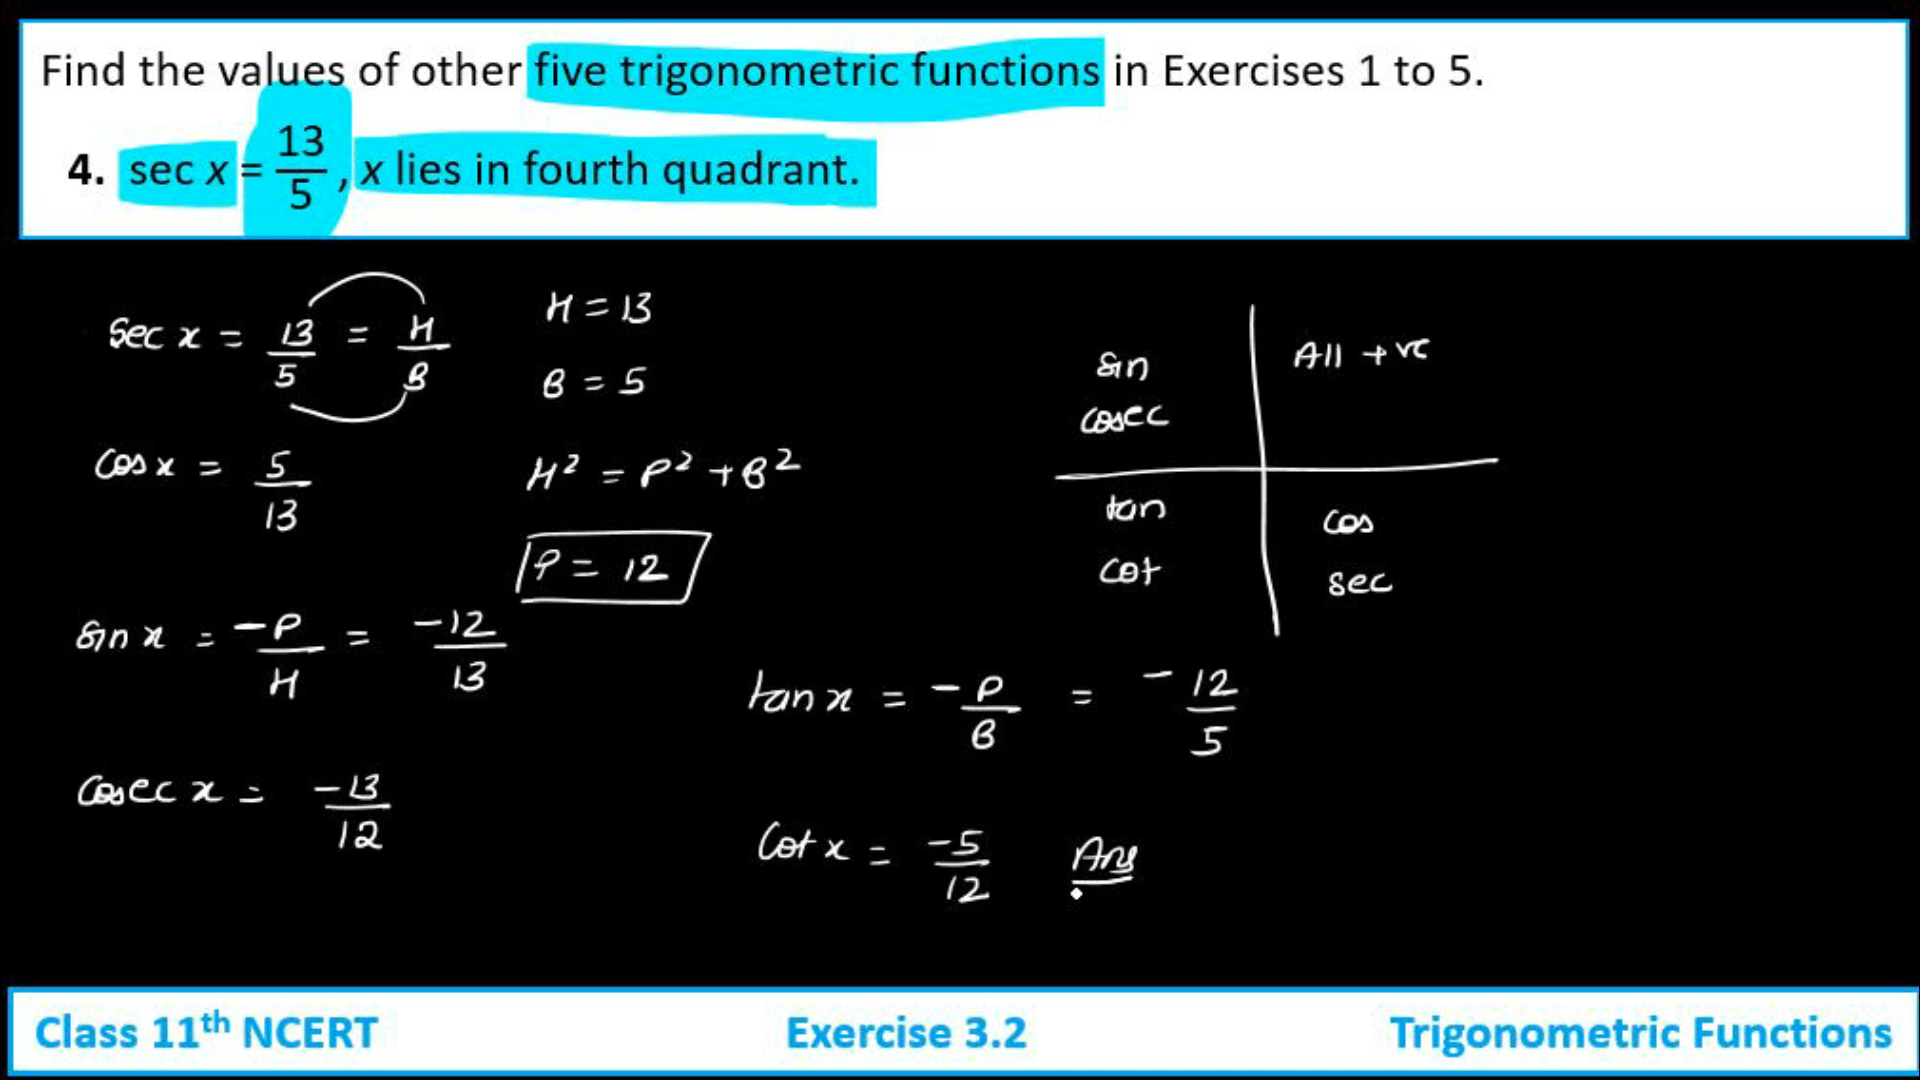 Find the values of other five trigonometric functions in Exercises 1 to 5.
4. sec x = 13/5, x lies in fourth quadrant.
Sec x = 13/5 = H/B
H = 13
B = 5
Cos x = 5/13
H² = P² + B²
P = 12
sin x = -P/H = -12/13
Cosec x = -13/12
sin
cosec
All +ve
tan
cot
cos
sec
tan x = -P/B = -12/5
Cot x = -5/12 Ans
Class 11th NCERT
Exercise 3.2
Trigonometric Functions